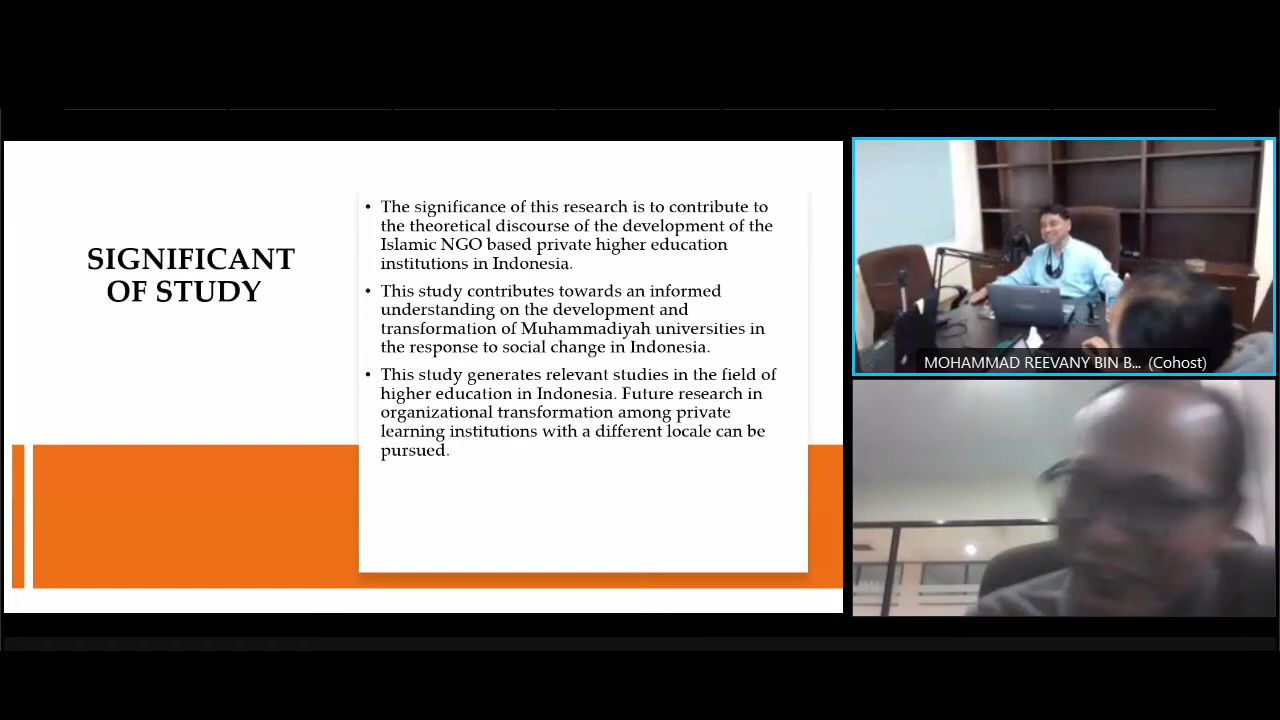 SIGNIFICANT
OF STUDY
• The significance of this research is to contribute to
the theoretical discourse of the development of the
Islamic NGO based private higher education
institutions in Indonesia.
• This study contributes towards an informed
understanding on the development and
transformation of Muhammadiyah universities in
the response to social change in Indonesia.
• This study generates relevant studies in the field of
higher education in Indonesia. Future research in
organizational transformation among private
learning institutions with a different locale can be
pursued.
MOHAMMAD REEVANY BIN B... (Cohost)